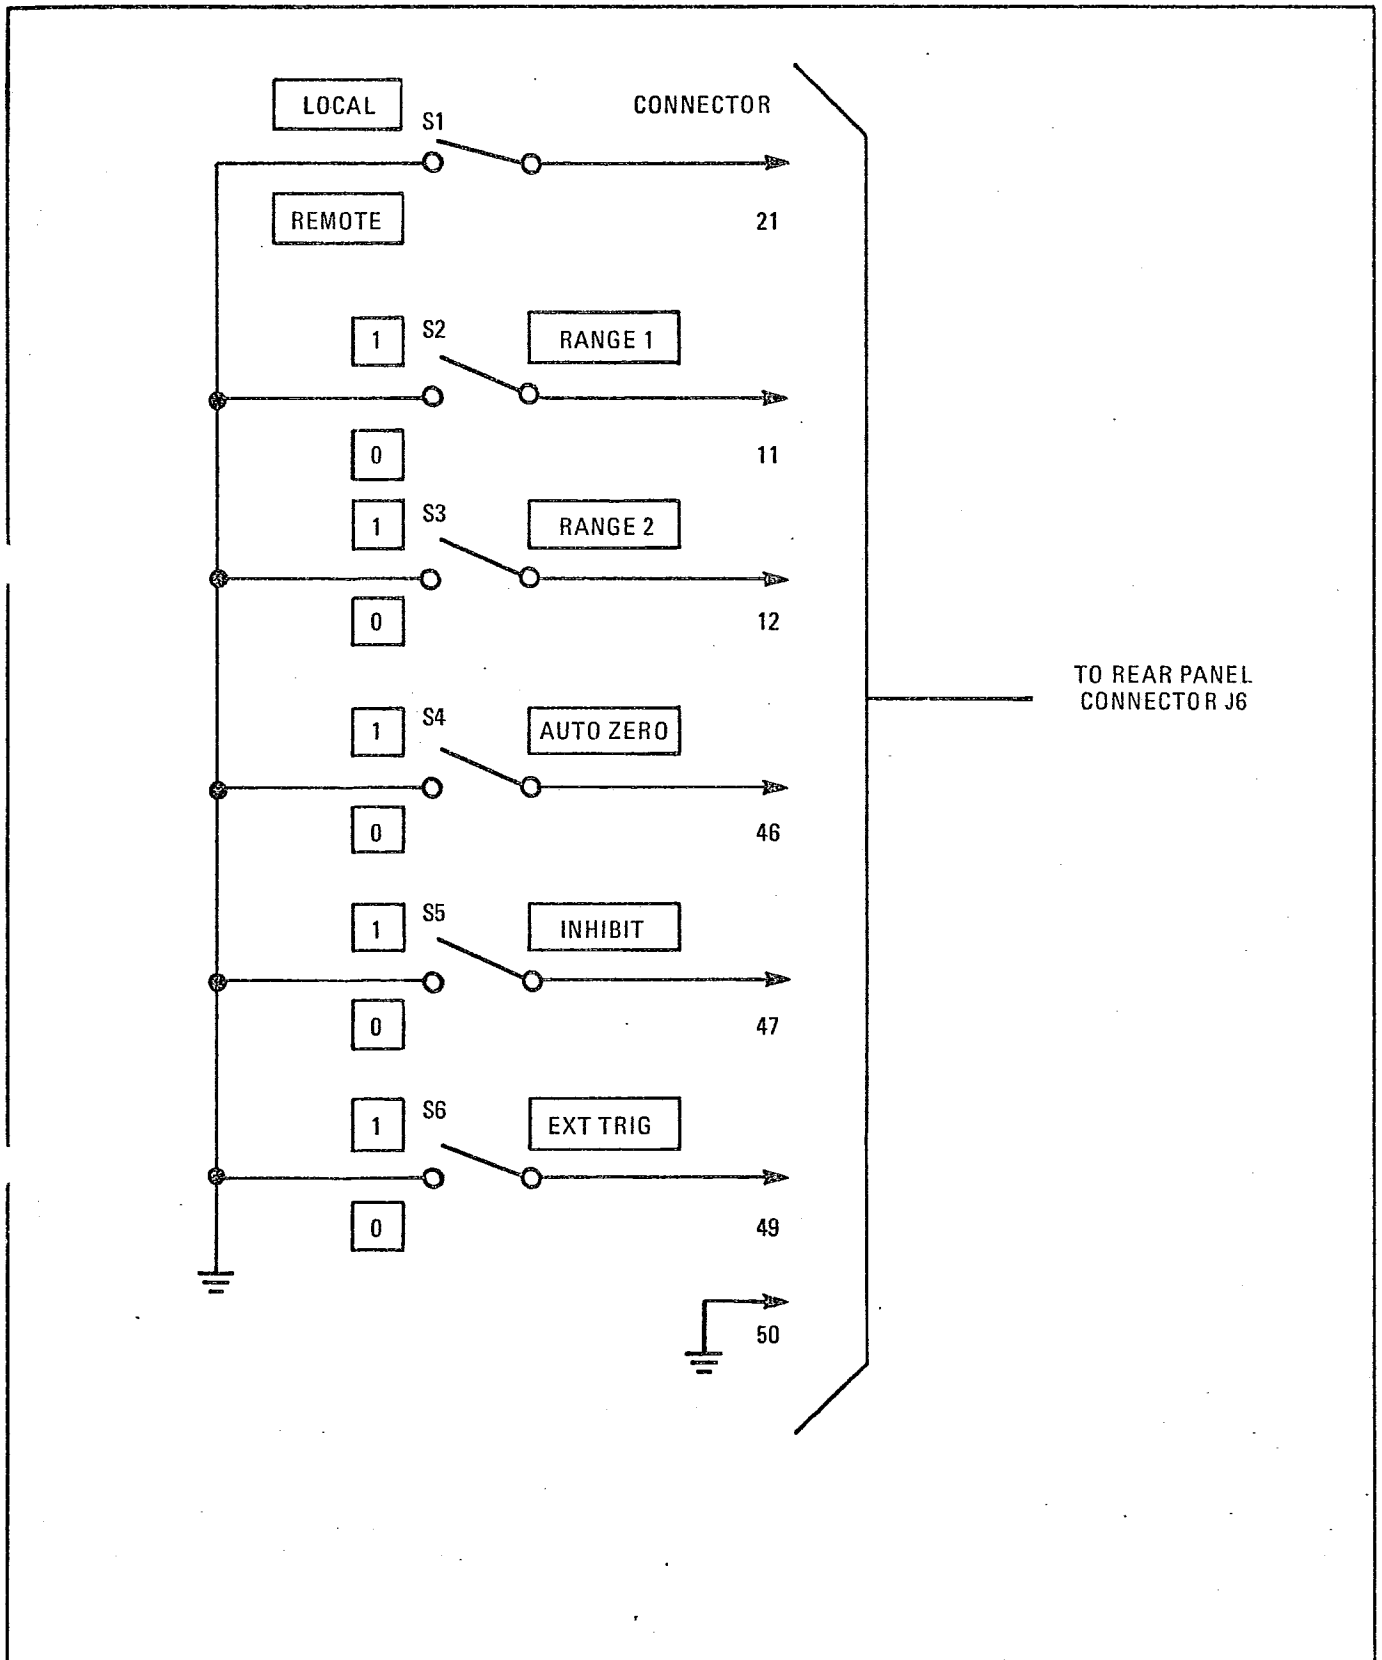 LOCAL
S1
CONNECTOR
REMOTE
21
1
S2
RANGE 1
0
11
1
S3
RANGE 2
0
12
TO REAR PANEL
CONNECTOR J6
1
S4
AUTO ZERO
0
46
1
S5
INHIBIT
0
47
1
S6
EXT TRIG
0
49
50